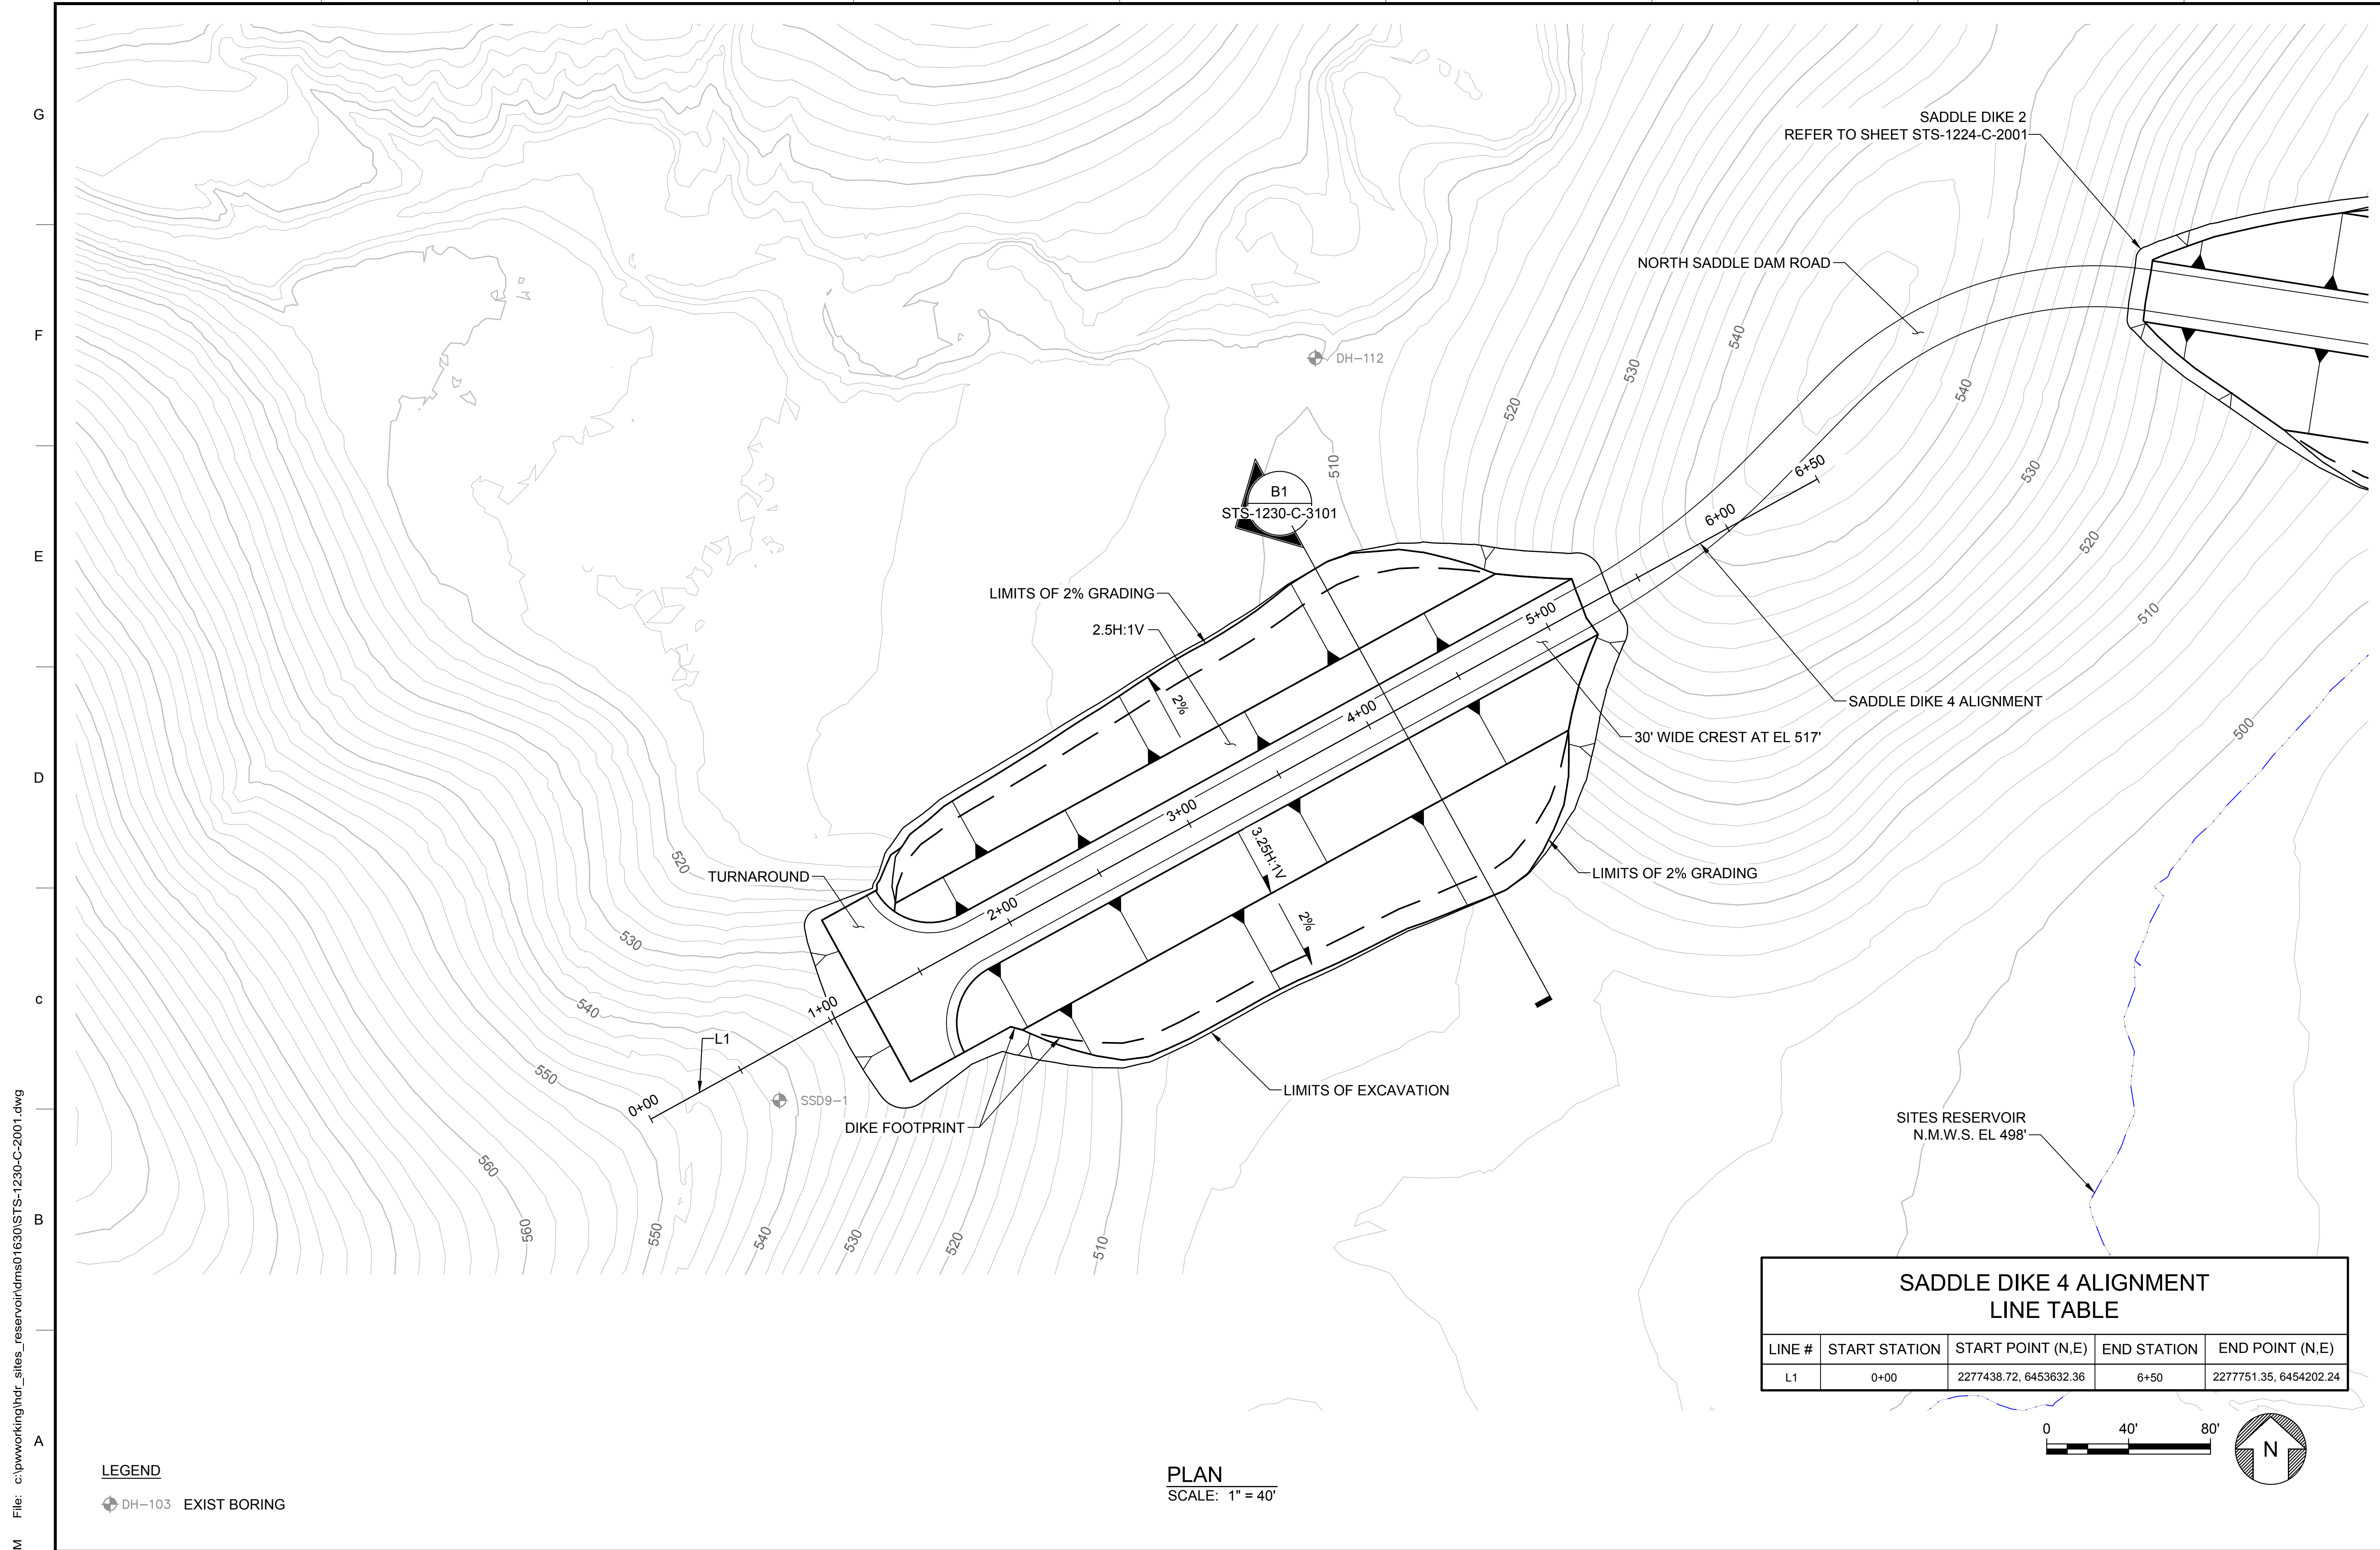 G
F
E
D
c
B
A
SADDLE DIKE 2
REFER TO SHEET STS-1224-C-2001
NORTH SADDLE DAM ROAD
540
530
520
540
DH-112
510
530
6+50
6+00
520
B1
STS-1230-C-3101
LIMITS OF 2% GRADING
2.5H:1V
5+00
510
2%
4+00
SADDLE DIKE 4 ALIGNMENT
30' WIDE CREST AT EL 517'
500
3+00
3.25H:1V
520
TURNAROUND
LIMITS OF 2% GRADING
2+00
2%
530
540
1+00
L1
550
0+00
SSD9-1
LIMITS OF EXCAVATION
DIKE FOOTPRINT
SITES RESERVOIR
N.M.W.S. EL 498'
560
560
550
540
530
520
510
SADDLE DIKE 4 ALIGNMENT
LINE TABLE
LINE # START STATION START POINT (N,E) END STATION END POINT (N,E)
L1 0+00 2277438.72, 6453632.36 6+50 2277751.35, 6454202.24
0 40' 80'
N
LEGEND
DH-103 EXIST BORING
PLAN
SCALE: 1" = 40'
M File: c:\pwworking\hdr_sites_reservoir\dms01630\STS-1230-C-2001.dwg